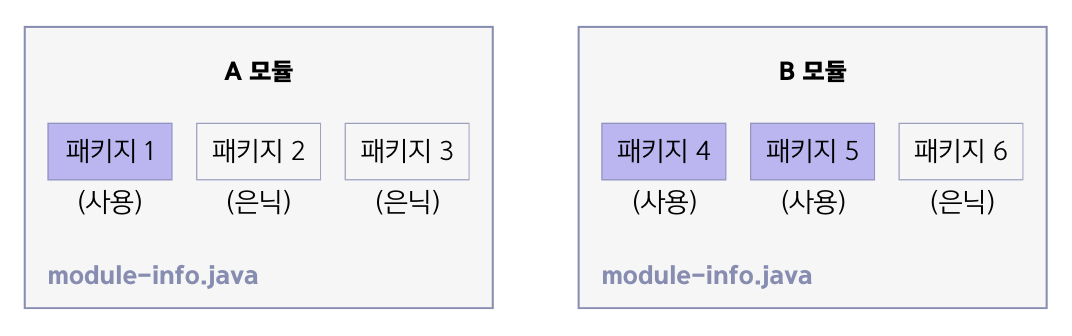 A 모듈
패키지 1
패키지 2
패키지 3
(사용)
(은닉)
(은닉)
module-info.java
B 모듈
패키지 4
패키지 5
패키지 6
(사용)
(사용)
(은닉)
module-info.java